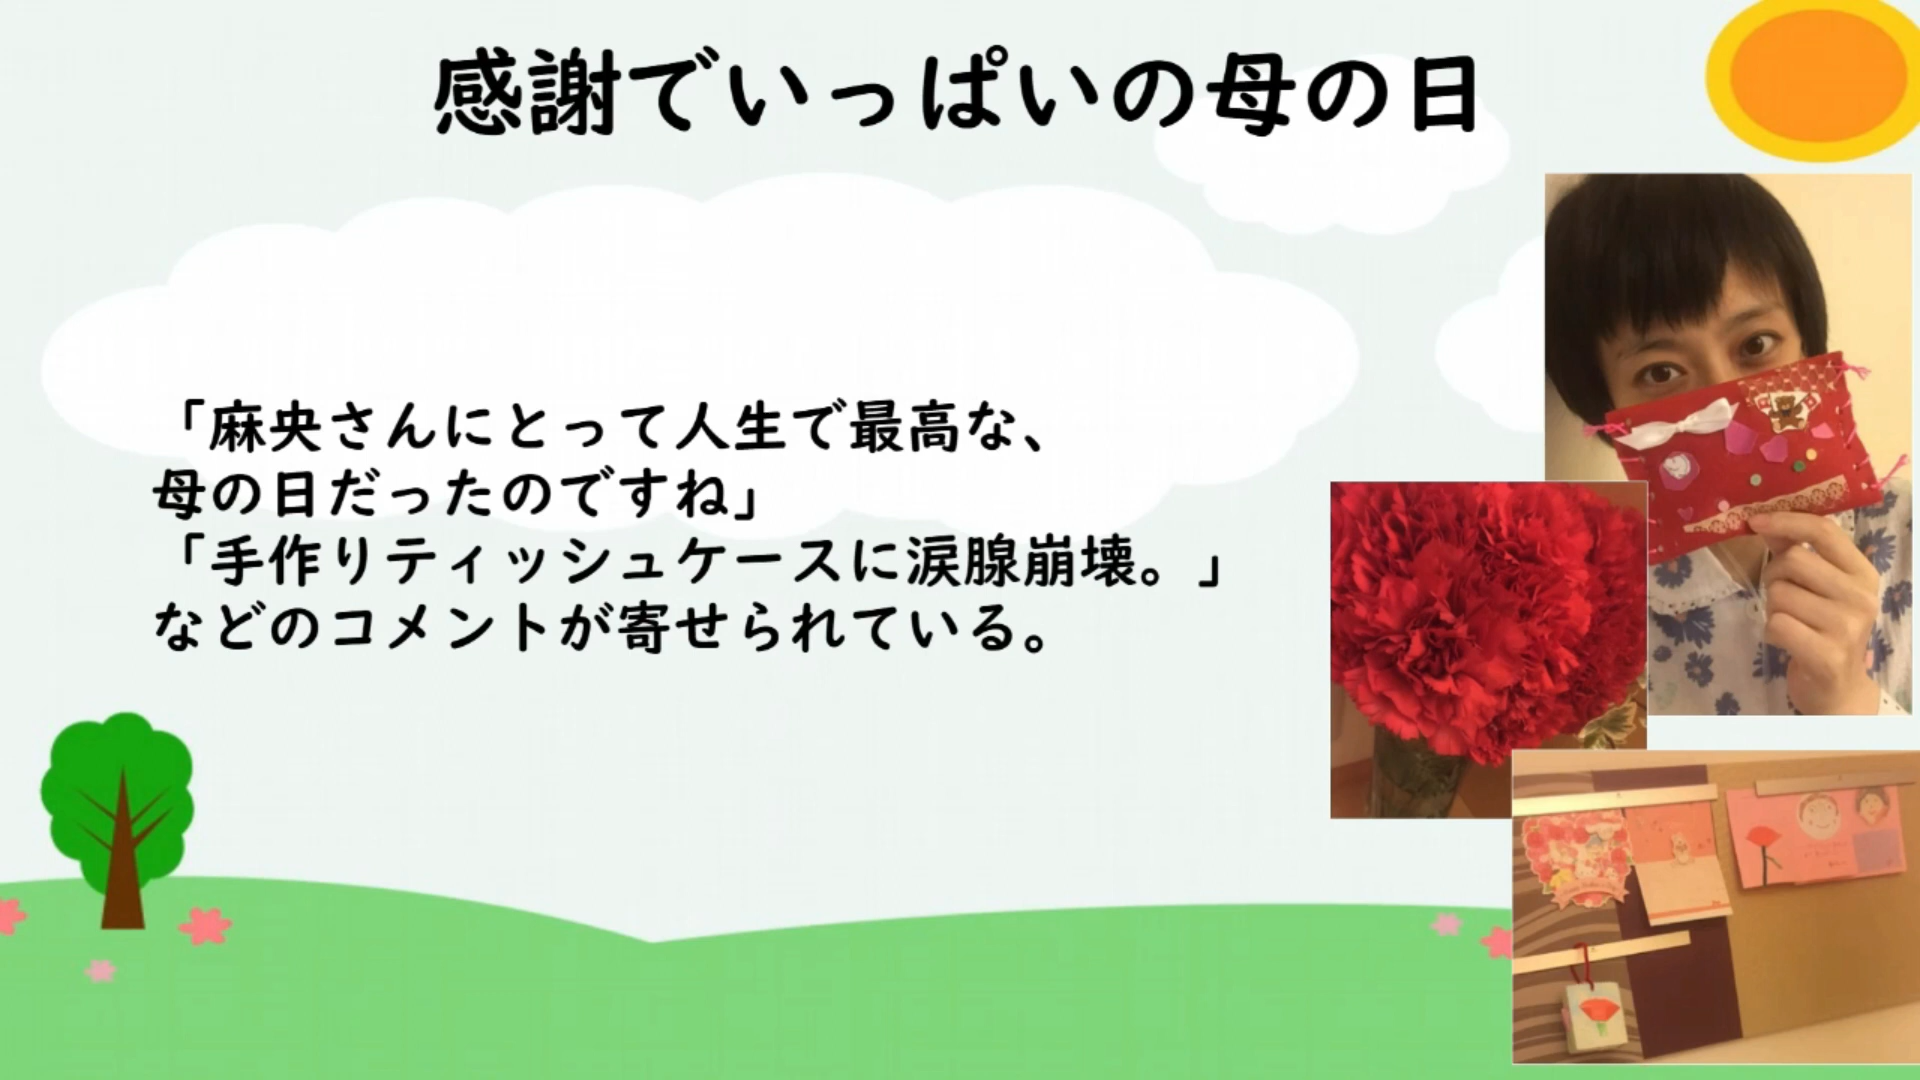 感謝でいっぱいの母の日
「麻央さんにとって人生で最高な、
母の日だったのですね」
「手作りティッシュケースに涙腺崩壊。」
などのコメントが寄せられている。